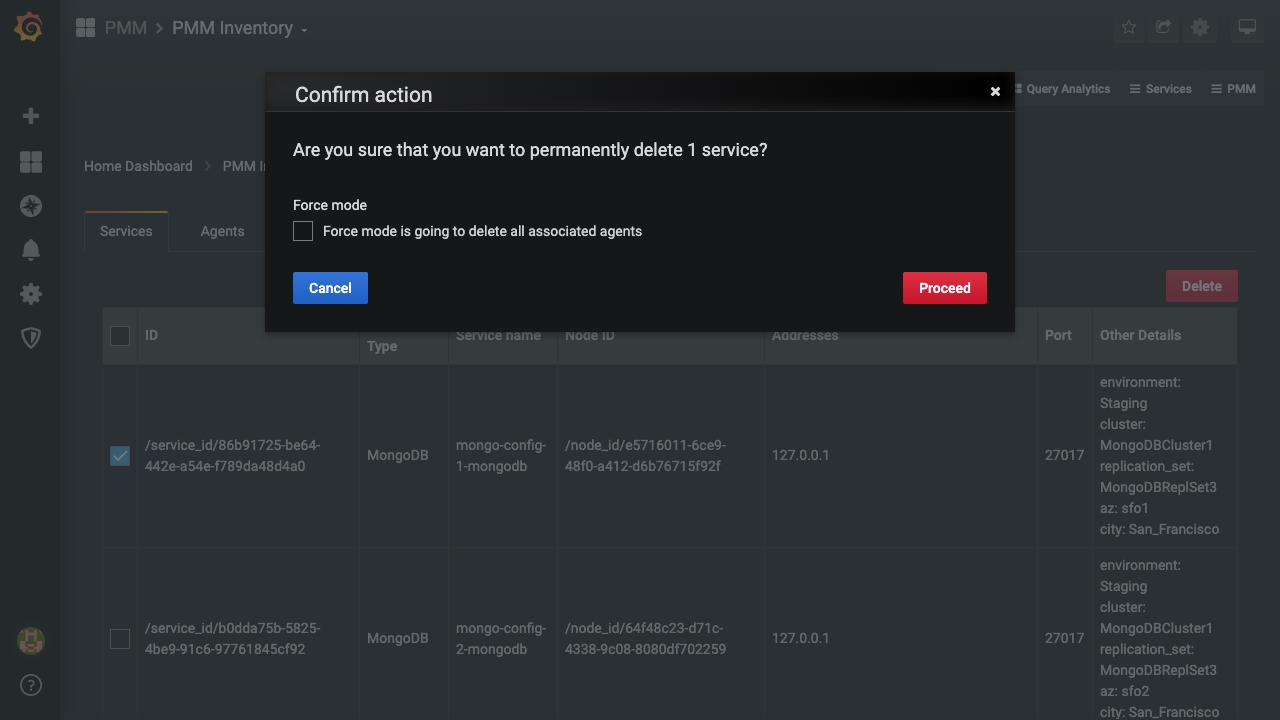 PMM > PMM Inventory
Query Analytics
Services
PMM
Confirm action
Are you sure that you want to permanently delete 1 service?
Force mode
Force mode is going to delete all associated agents
Cancel
Proceed
Home Dashboard >
Services
Agents
Delete
ID
Type
Service name
Node ID
Addresses
Port
Other Details
/service_id/86b91725-be64-
442e-a54e-f789da48d4a0
MongoDB
mongo-config-
1-mongodb
/node_id/e5716011-6ce9-
48f0-a412-d6b76715f92f
127.0.0.1
27017
environment:
Staging
cluster:
MongoDBCluster1
replication_set:
MongoDBReplSet3
az: sfo1
city: San_Francisco
/service_id/b0dda75b-5825-
4be9-91c6-97761845cf92
MongoDB
mongo-config-
2-mongodb
/node_id/64f48c23-d71c-
4338-9c08-8080df702259
127.0.0.1
27017
environment:
Staging
cluster:
MongoDBCluster1
replication_set:
MongoDBReplSet3
az: sfo2
city: San_Francisco